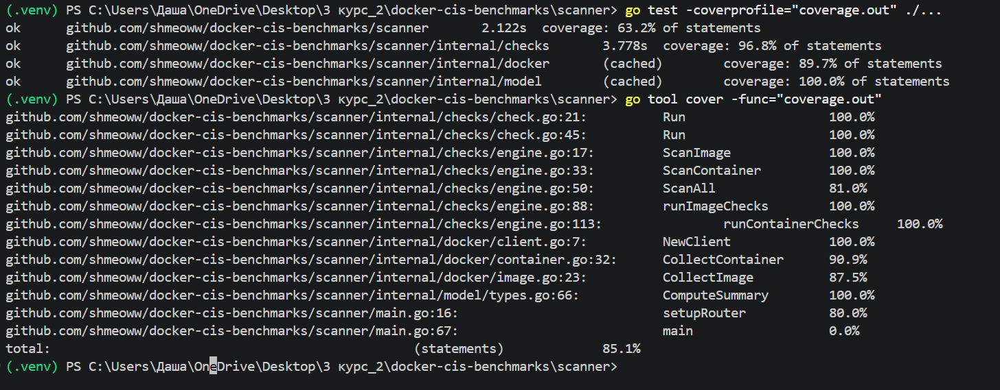 (.venv) PS C:\Users\Даша\OneDrive\Desktop\3 курс_2\docker-cis-benchmarks\scanner> go test -coverprofile="coverage.out" ./...
ok github.com/shmeoww/docker-cis-benchmarks/scanner 2.122s coverage: 63.2% of statements
ok github.com/shmeoww/docker-cis-benchmarks/scanner/internal/checks 3.778s coverage: 96.8% of statements
ok github.com/shmeoww/docker-cis-benchmarks/scanner/internal/docker (cached) coverage: 89.7% of statements
ok github.com/shmeoww/docker-cis-benchmarks/scanner/internal/model (cached) coverage: 100.0% of statements
(.venv) PS C:\Users\Даша\OneDrive\Desktop\3 курс_2\docker-cis-benchmarks\scanner> go tool cover -func="coverage.out"
github.com/shmeoww/docker-cis-benchmarks/scanner/internal/checks/check.go:21: Run 100.0%
github.com/shmeoww/docker-cis-benchmarks/scanner/internal/checks/check.go:45: Run 100.0%
github.com/shmeoww/docker-cis-benchmarks/scanner/internal/checks/engine.go:17: ScanImage 100.0%
github.com/shmeoww/docker-cis-benchmarks/scanner/internal/checks/engine.go:33: ScanContainer 100.0%
github.com/shmeoww/docker-cis-benchmarks/scanner/internal/checks/engine.go:50: ScanAll 81.0%
github.com/shmeoww/docker-cis-benchmarks/scanner/internal/checks/engine.go:88: runImageChecks 100.0%
github.com/shmeoww/docker-cis-benchmarks/scanner/internal/checks/engine.go:113: runContainerChecks 100.0%
github.com/shmeoww/docker-cis-benchmarks/scanner/internal/docker/client.go:7: NewClient 100.0%
github.com/shmeoww/docker-cis-benchmarks/scanner/internal/docker/container.go:32: CollectContainer 90.9%
github.com/shmeoww/docker-cis-benchmarks/scanner/internal/docker/image.go:23: CollectImage 87.5%
github.com/shmeoww/docker-cis-benchmarks/scanner/internal/model/types.go:66: ComputeSummary 100.0%
github.com/shmeoww/docker-cis-benchmarks/scanner/main.go:16: setupRouter 80.0%
github.com/shmeoww/docker-cis-benchmarks/scanner/main.go:67: main 0.0%
total: (statements) 85.1%
(.venv) PS C:\Users\Даша\OneDrive\Desktop\3 курс_2\docker-cis-benchmarks\scanner>